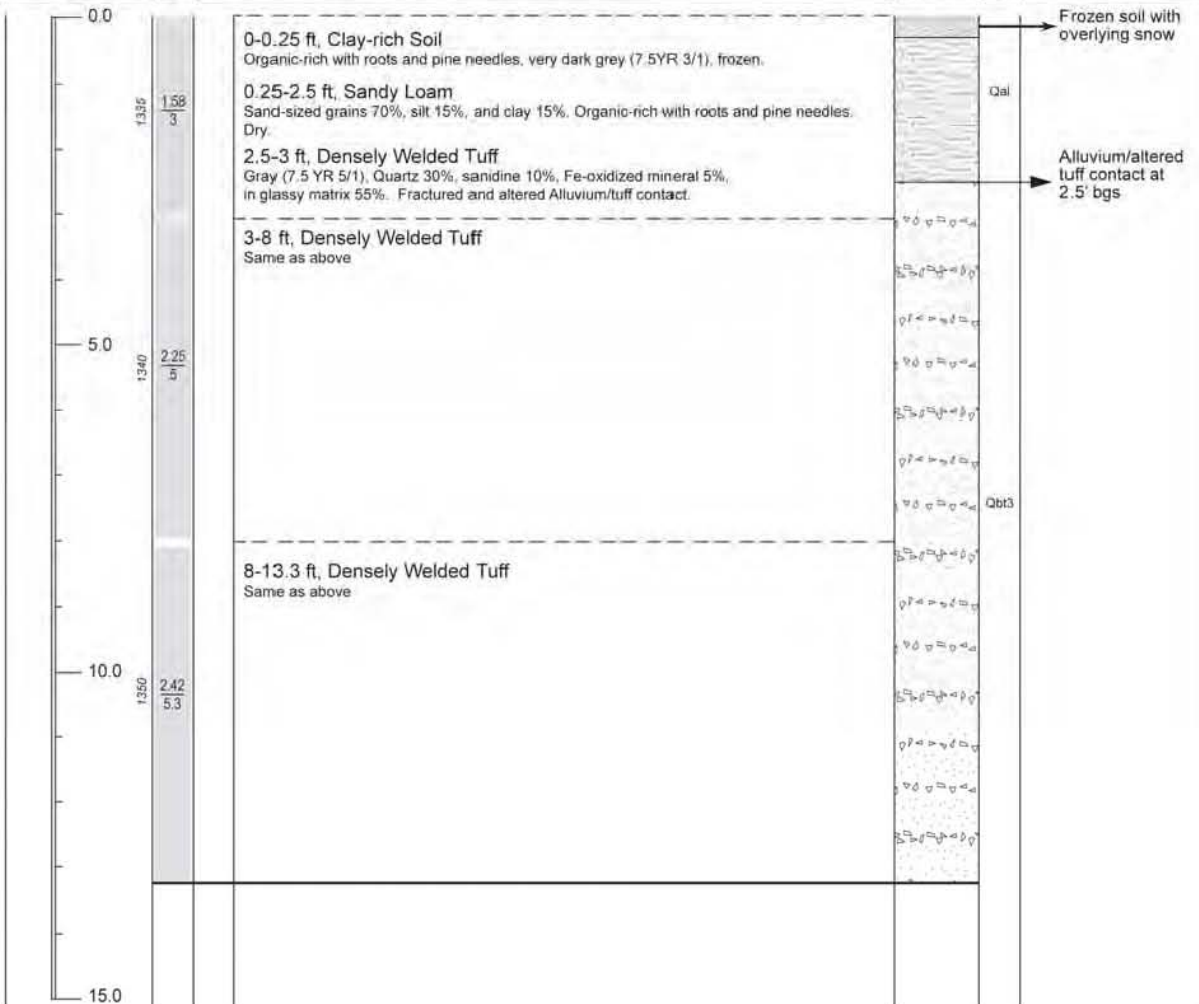 0.0
Frozen soil with
overlying snow
0-0.25 ft, Clay-rich Soil
Organic-rich with roots and pine needles, very dark grey (7.5YR 3/1), frozen.
0.25-2.5 ft, Sandy Loam
Sand-sized grains 70%, silt 15%, and clay 15%. Organic-rich with roots and pine needles.
Dry.
1335
1.58
3
Qal
2.5-3 ft, Densely Welded Tuff
Gray (7.5 YR 5/1), Quartz 30%, sanidine 10%, Fe-oxidized mineral 5%,
in glassy matrix 55%. Fractured and altered Alluvium/tuff contact.
Alluvium/altered
tuff contact at
2.5' bgs
3-8 ft, Densely Welded Tuff
Same as above
5.0
1340
2.25
5
Qbt3
8-13.3 ft, Densely Welded Tuff
Same as above
10.0
1350
2.42
5.3
15.0